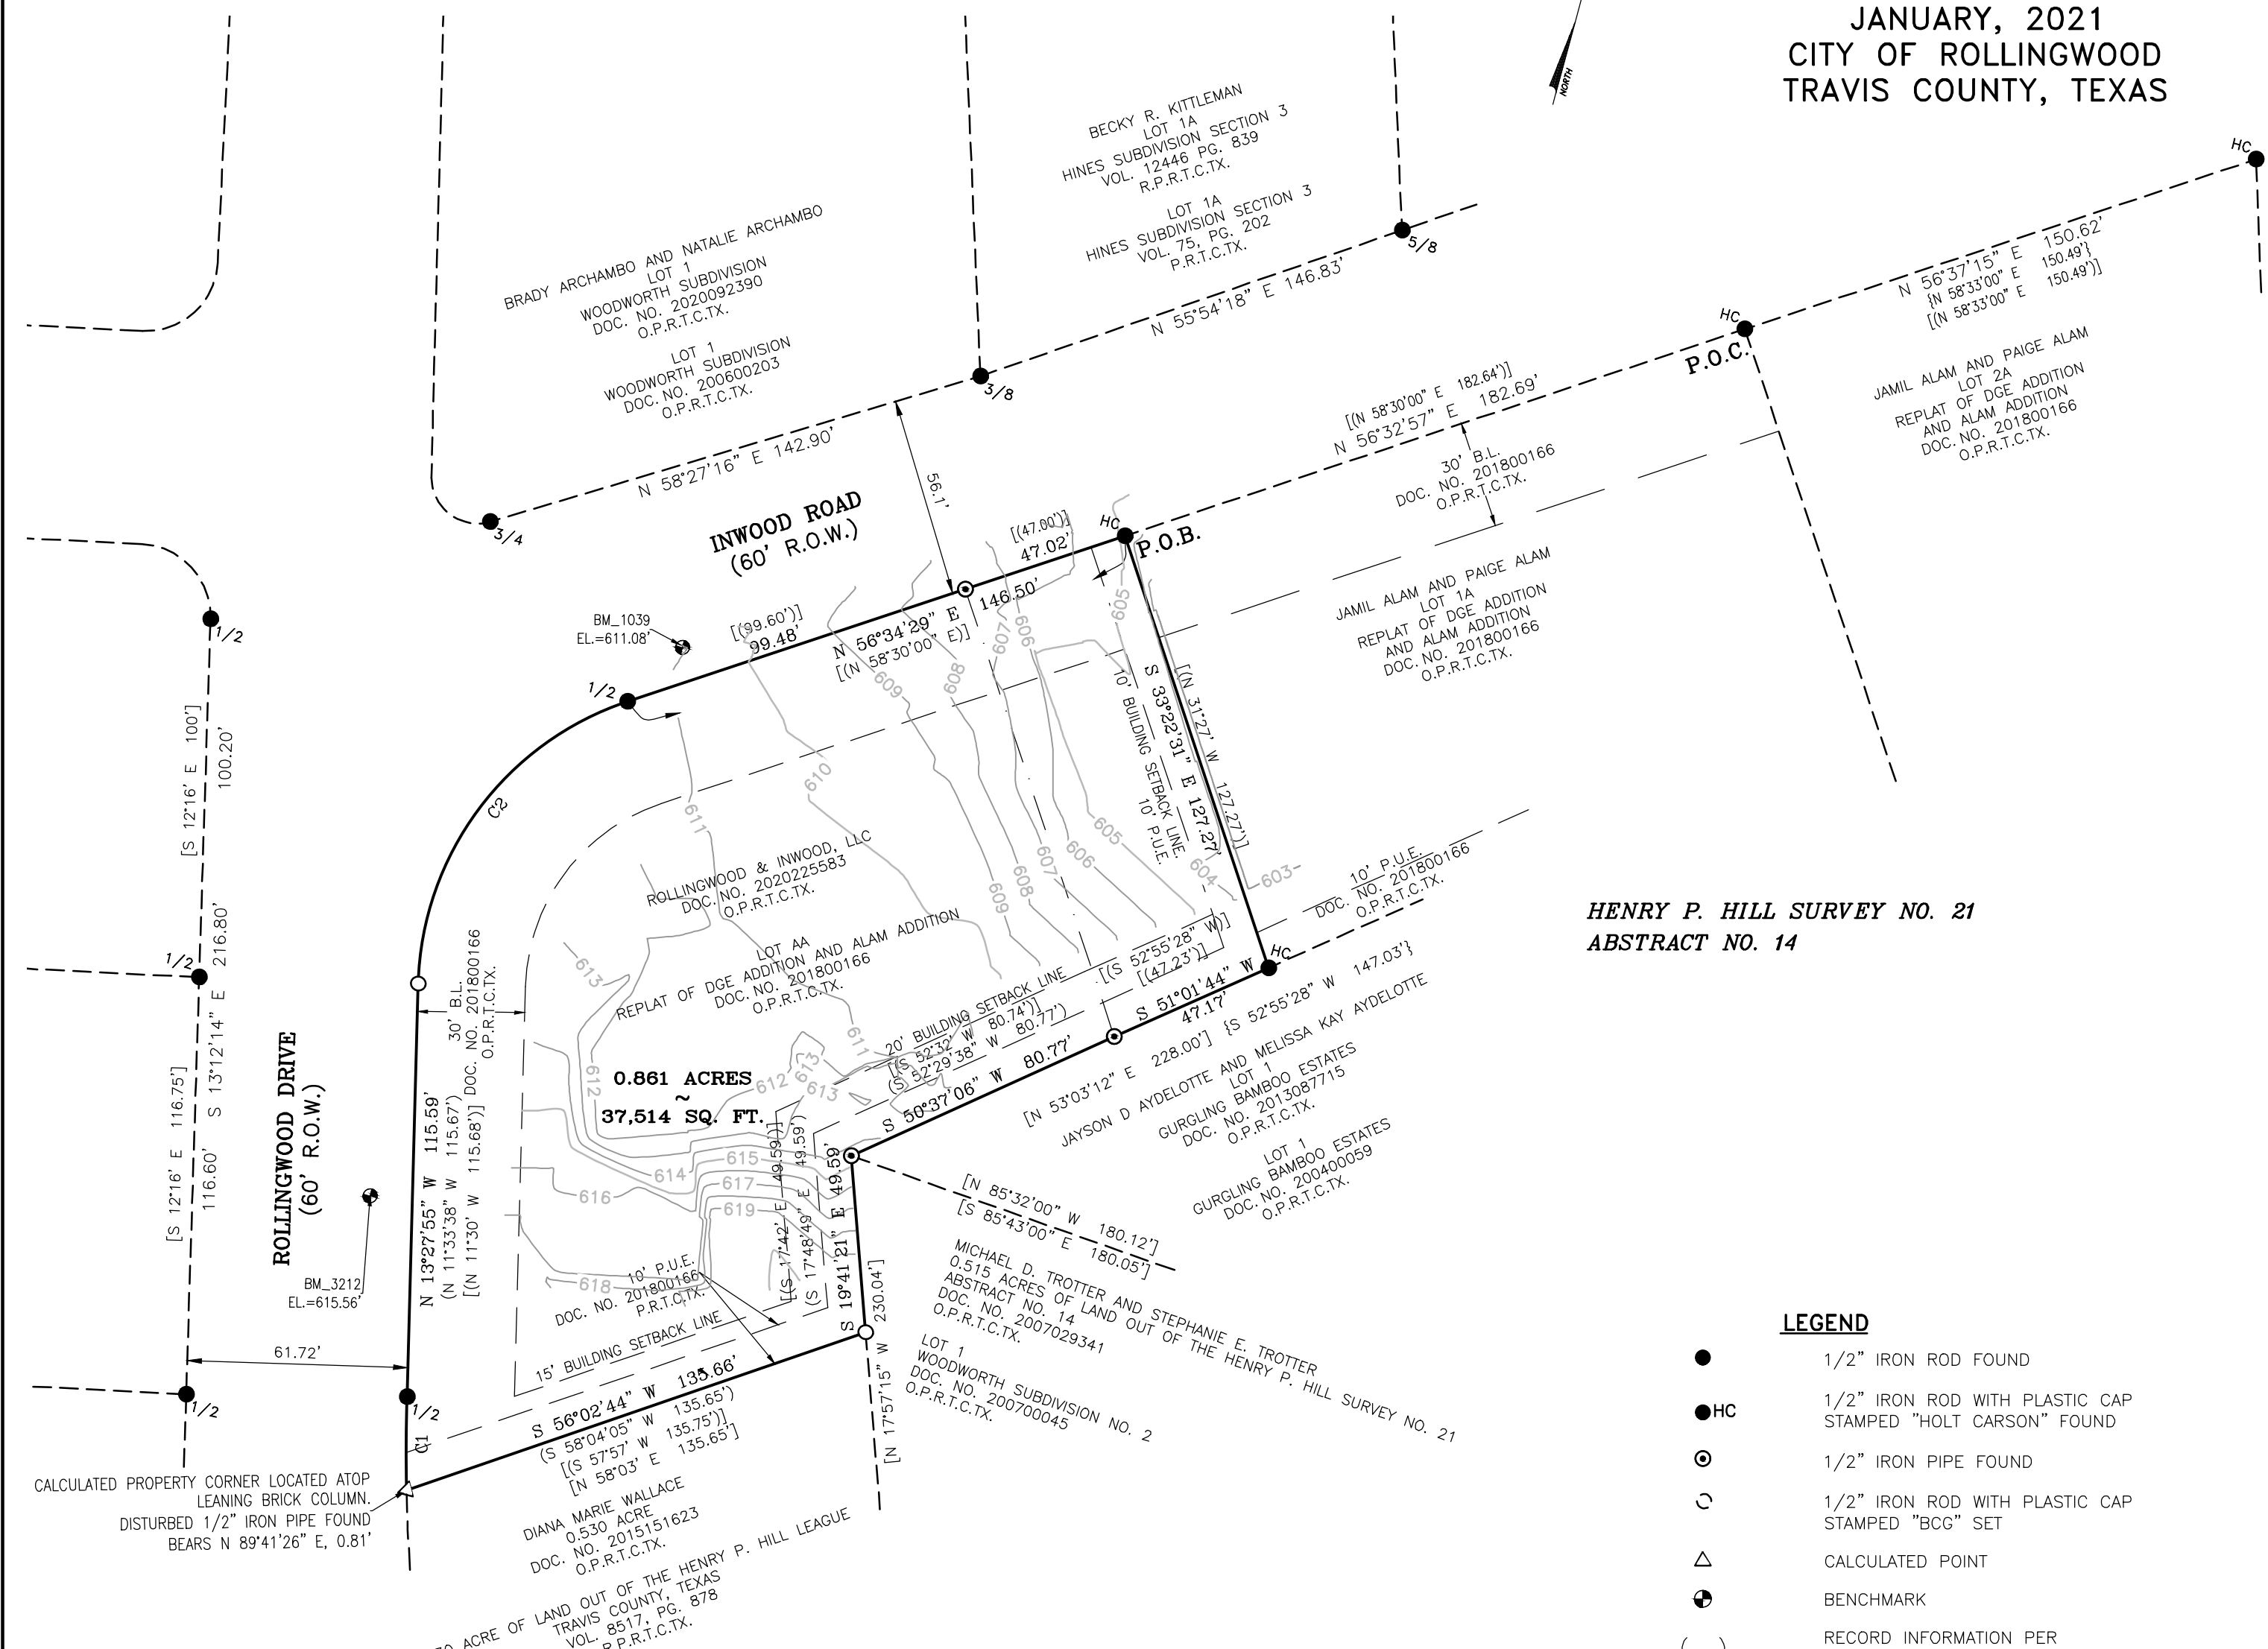 JANUARY, 2021
CITY OF ROLLINGWOOD
TRAVIS COUNTY, TEXAS
NORTH
BECKY R. KITTLEMAN
LOT 1A
HINES SUBDIVISION SECTION 3
VOL. 12446 PG. 839
R.P.R.T.C.TX.
LOT 1A
HINES SUBDIVISION SECTION 3
VOL. 75, PG. 202
P.R.T.C.TX.
BRADY ARCHAMBO AND NATALIE ARCHAMBO
LOT 1
WOODWORTH SUBDIVISION
DOC. NO. 2020092390
O.P.R.T.C.TX.
LOT 1
WOODWORTH SUBDIVISION
DOC. NO. 200600203
O.P.R.T.C.TX.
HC
N 56°37'15" E 150.62'
{N 58°33'00" E 150.49'}
[(N 58°33'00" E 150.49')]
5/8
N 55°54'18" E 146.83'
3/8
N 58°27'16" E 142.90'
3/4
HC
P.O.C.
[(N 58°30'00" E 182.64')]
N 56°32'57" E 182.69'
30' B.L.
DOC. NO. 201800166
O.P.R.T.C.TX.
JAMIL ALAM AND PAIGE ALAM
LOT 2A
REPLAT OF DGE ADDITION
AND ALAM ADDITION
DOC. NO. 201800166
O.P.R.T.C.TX.
56.1'
INWOOD ROAD
(60' R.O.W.)
[(47.00')]
47.02'
HC
P.O.B.
JAMIL ALAM AND PAIGE ALAM
LOT 1A
REPLAT OF DGE ADDITION
AND ALAM ADDITION
DOC. NO. 201800166
O.P.R.T.C.TX.
BM_1039
EL.=611.08'
[(99.60')]
99.48'
N 56°34'29" E 146.50'
[(N 58°30'00" E)]
1/2
1/2
[S 12°16' E 100']
100.20'
C2
605
606
607
608
609
610
611
10' BUILDING SETBACK LINE.
10' P.U.E.
S 33°22'31" E 127.27'
[(N 31°27' W 127.27')]
605
606
607
608
609
604
603
ROLLINGWOOD & INWOOD, LLC
DOC. NO. 2020225583
O.P.R.T.C.TX.
LOT AA
REPLAT OF DGE ADDITION AND ALAM ADDITION
DOC. NO. 201800166
O.P.R.T.C.TX.
10' P.U.E.
DOC. NO. 201800166
O.P.R.T.C.TX.
HENRY P. HILL SURVEY NO. 21
ABSTRACT NO. 14
1/2
216.80'
S 13°12'14" E
[S 12°16' E 116.75']
116.60'
ROLLINGWOOD DRIVE
(60' R.O.W.)
30' B.L.
DOC. NO. 201800166
O.P.R.T.C.TX.
N 13°27'55" W 115.59'
(N 11°33'38" W 115.67')
[(N 11°30' W 115.68')]
613
611
612
612
613
613
0.861 ACRES
~
37,514 SQ. FT.
20' BUILDING SETBACK LINE
[(S 52°32' W 80.74')]
(S 52°29'38" W 80.77')
S 50°37'06" W 80.77'
[(S 52°55'28" W)]
[(47.23')]
S 51°01'44" W
47.17'
HC
[N 53°03'12" E 228.00'] {S 52°55'28" W 147.03'}
JAYSON D AYDELOTTE AND MELISSA KAY AYDELOTTE
LOT 1
GURGLING BAMBOO ESTATES
DOC. NO. 2013087715
O.P.R.T.C.TX.
LOT 1
GURGLING BAMBOO ESTATES
DOC. NO. 200400059
O.P.R.T.C.TX.
614
615
616
617
619
618
[(S 17°42' E 49.59')]
(S 17°48'49" E 49.59')
S 19°41'21" E 49.59'
[N 85°32'00" W 180.12']
[S 85°43'00" E 180.05']
MICHAEL D. TROTTER AND STEPHANIE E. TROTTER
0.515 ACRES OF LAND OUT OF THE HENRY P. HILL SURVEY NO. 21
ABSTRACT NO. 14
DOC. NO. 2007029341
O.P.R.T.C.TX.
LOT 1
WOODWORTH SUBDIVISION NO. 2
DOC. NO. 200700045
O.P.R.T.C.TX.
230.04']
[N 17°57'15" W
BM_3212
EL.=615.56'
10' P.U.E.
DOC. NO. 201800166
P.R.T.C.TX.
15' BUILDING SETBACK LINE
61.72'
1/2
1/2
C1
S 56°02'44" W 135.66'
(S 58°04'05" W 135.65')
[(S 57°57' W 135.75')]
[N 58°03' E 135.65']
CALCULATED PROPERTY CORNER LOCATED ATOP
LEANING BRICK COLUMN.
DISTURBED 1/2" IRON PIPE FOUND
BEARS N 89°41'26" E, 0.81'
DIANA MARIE WALLACE
0.530 ACRE
DOC. NO. 2015151623
O.P.R.T.C.TX.
ACRE OF LAND OUT OF THE HENRY P. HILL LEAGUE
TRAVIS COUNTY, TEXAS
VOL. 8517, PG. 878
R.P.R.T.C.TX.
LEGEND
1/2" IRON ROD FOUND
HC 1/2" IRON ROD WITH PLASTIC CAP
STAMPED "HOLT CARSON" FOUND
1/2" IRON PIPE FOUND
1/2" IRON ROD WITH PLASTIC CAP
STAMPED "BCG" SET
CALCULATED POINT
BENCHMARK
( ) RECORD INFORMATION PER